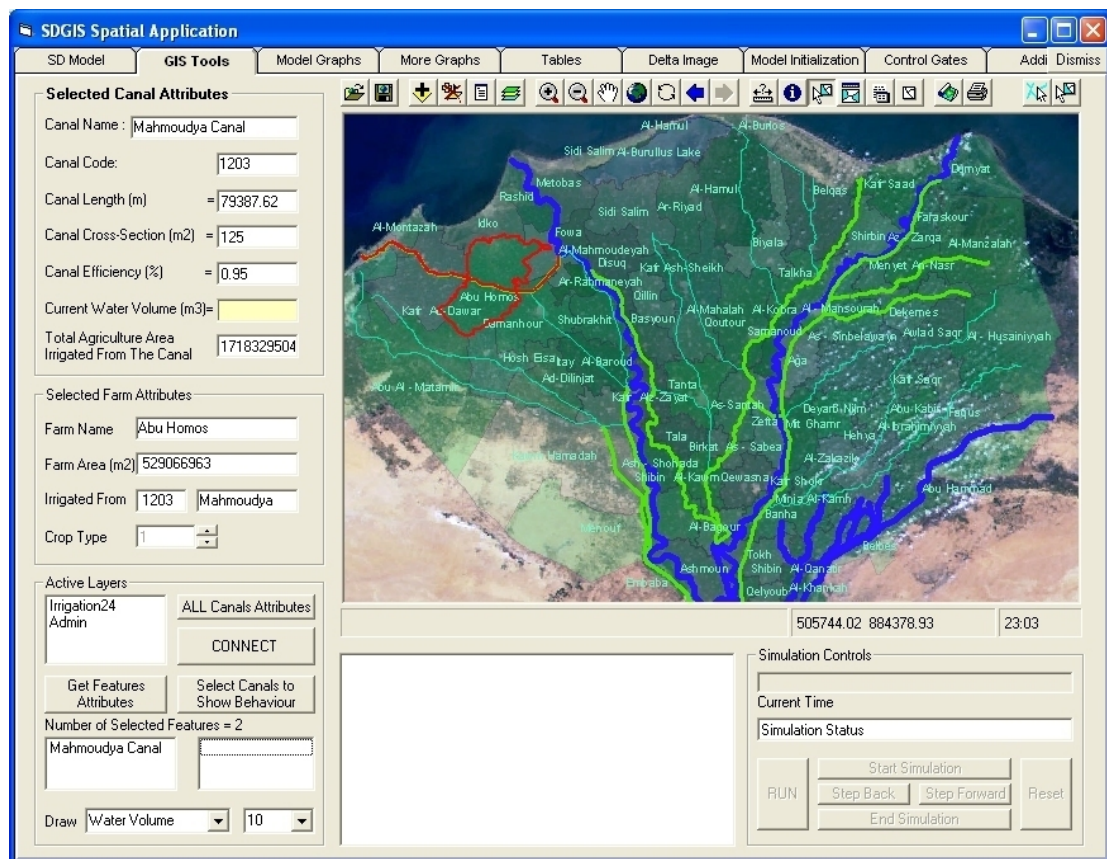 SDGIS Spatial Application
SD Model GIS Tools Model Graphs More Graphs Tables Delta Image Model Initialization Control Gates Addi Dismiss
Selected Canal Attributes
Canal Name : Mahmoudya Canal
Canal Code: 1203
Canal Length (m) = 79387.62
Canal Cross-Section (m2) = 125
Canal Efficiency (%) = 0.95
Current Water Volume (m3)=
Total Agriculture Area
Irrigated From The Canal 1718329504
Selected Farm Attributes
Farm Name Abu Homos
Farm Area (m2) 529066963
Irrigated From 1203 Mahmoudya
Crop Type 1
Active Layers
Irrigation24
Admin
ALL Canals Attributes
CONNECT
Get Features
Attributes
Select Canals to
Show Behaviour
Number of Selected Features = 2
Mahmoudya Canal
Draw Water Volume 10
Al-Hamul Al-Burlos
Sidi Salim Al-Burullus Lake
Metobas Al-Hamul Belqas Kafr Saad Demyat
Rashid Ar-Riyad
Idko Sidi Salim Faraskour
Al-Montazah Fowa Biyala Shirbin Az-Zarqa Al-Manzalah
Al-Mahmoudeyah
Disuq Kafr Ash-Sheikh Talkha Menyet An-Nasr
Ar-Rahmaneyah
Abu Homos Qillin
Kafr Ad-Dawar Shubrakhit Basyoun Al-Mahalah Al-Kobra Al-Mansourah Dekernes
Damanhour Qoutour Samanoud As-Sinbelawein Awlad Saqr Al-Husainiyyah
Hosh Eisa Itay Al-Baroud Aga
Abu Al-Matamir Ad-Dilinjat Tanta Kafr Saqr
Kafr Az-Zayat As-Santah Deyarb Nijm Abu-Kabir Faqus
Zefta Mit Ghamr Al-Ibrahimiyyah
Tala Hehya
Birkat As-Sabea
Hamadah Ash-Shohada Al-Zakazik
Shibin Al-Kawm Qewasna Kafr Shokr
Minia Al-Kamh Abu Hammad
Menouf Al-Bagour Banha
Belbes
Ashmoun Tokh
Embaba Shibin Al-Qanatir
Qelyoub Al-Khankah
505744.02 884378.93 23:03
Simulation Controls
Current Time
Simulation Status
RUN Start Simulation Reset
Step Back Step Forward
End Simulation